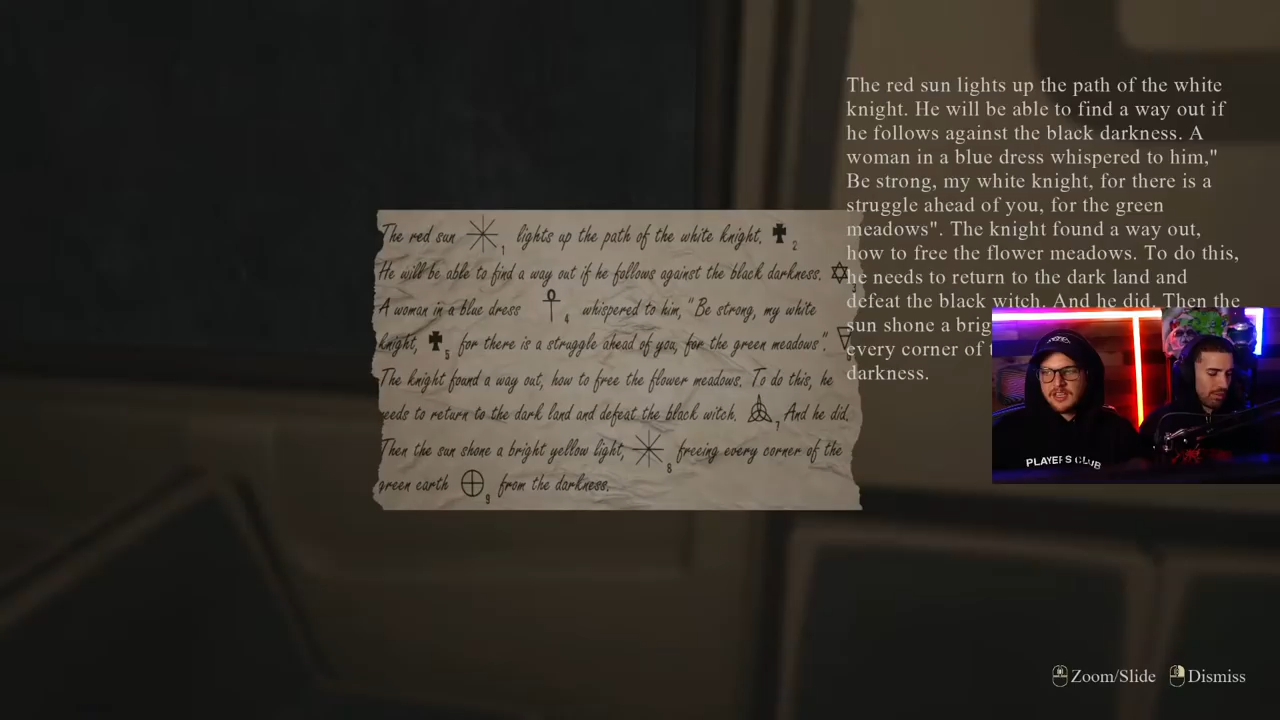 The red sun 1 lights up the path of the white knight. 2
He will be able to find a way out if he follows against the black darkness.
A woman in a blue dress 4 whispered to him, "Be strong, my white
knight, 5 for there is a struggle ahead of you, for the green meadows".
The knight found a way out, how to free the flower meadows. To do this, he
needs to return to the dark land and defeat the black witch. 7 And he did.
Then the sun shone a bright yellow light, 8 freeing every corner of the
green earth 9 from the darkness.
The red sun lights up the path of the white
knight. He will be able to find a way out if
he follows against the black darkness. A
woman in a blue dress whispered to him,"
Be strong, my white knight, for there is a
struggle ahead of you, for the green
meadows". The knight found a way out,
how to free the flower meadows. To do this,
he needs to return to the dark land and
defeat the black witch. And he did. Then the
sun shone a
every corner of
darkness.
PLAYERS CLUB
Zoom/Slide
Dismiss